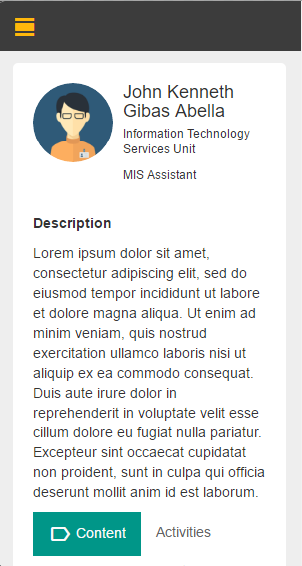 John Kenneth
Gibas Abella
Information Technology
Services Unit
MIS Assistant
Description
Lorem ipsum dolor sit amet,
consectetur adipiscing elit, sed do
eiusmod tempor incididunt ut labore
et dolore magna aliqua. Ut enim ad
minim veniam, quis nostrud
exercitation ullamco laboris nisi ut
aliquip ex ea commodo consequat.
Duis aute irure dolor in
reprehenderit in voluptate velit esse
cillum dolore eu fugiat nulla pariatur.
Excepteur sint occaecat cupidatat
non proident, sunt in culpa qui officia
deserunt mollit anim id est laborum.
Content Activities